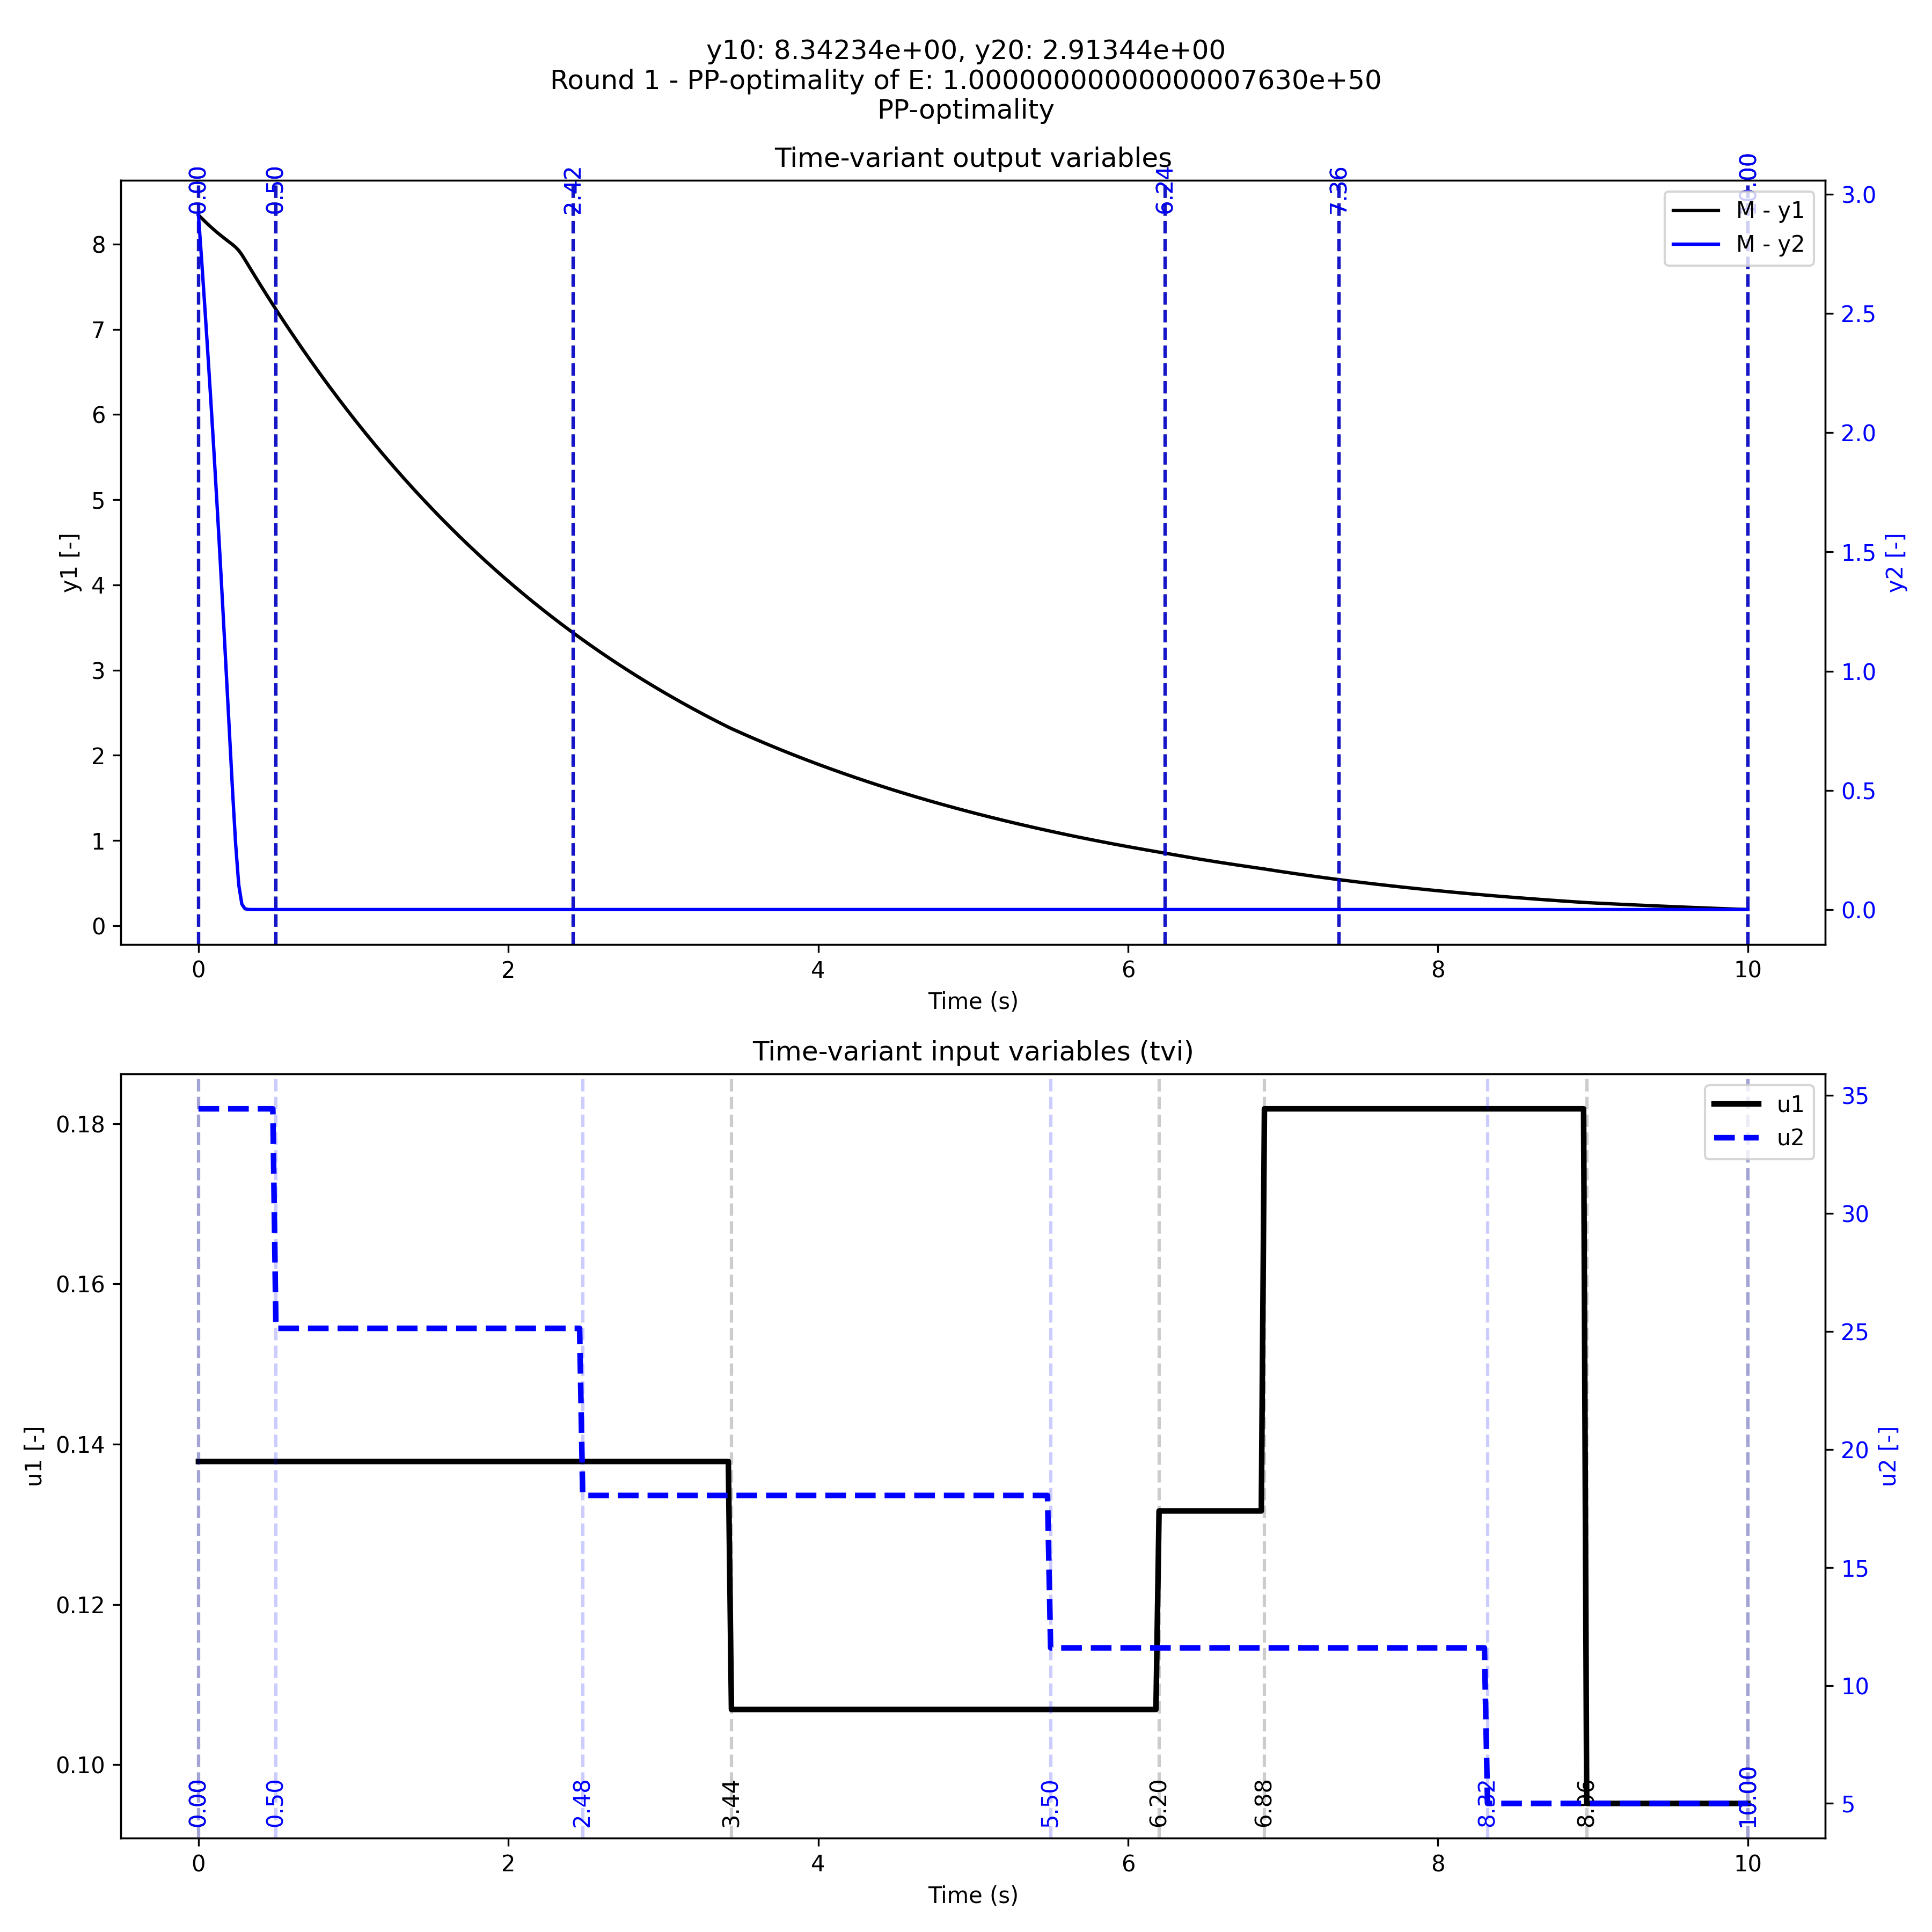 y10: 8.34234e+00, y20: 2.91344e+00
Round 1 - PP-optimality of E: 1.00000000000000007630e+50
PP-optimality
Time-variant output variables
0.00
0.50
2.42
6.24
7.36
10.00
M - y1
M - y2
8
7
6
5
4
3
2
1
0
y1 [-]
3.0
2.5
2.0
1.5
1.0
0.5
0.0
y2 [-]
0 2 4 6 8 10
Time (s)
Time-variant input variables (tvi)
u1
u2
0.18
0.16
0.14
0.12
0.10
u1 [-]
35
30
25
20
15
10
5
u2 [-]
0.00
0.50
2.48
3.44
5.50
6.20
6.88
8.32
8.96
10.00
0 2 4 6 8 10
Time (s)